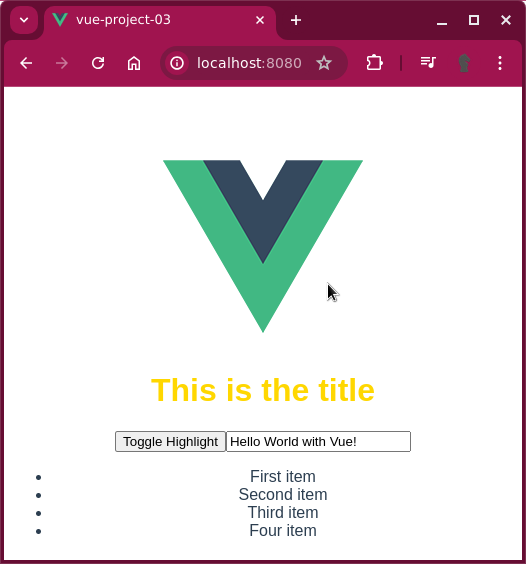 vue-project-03
localhost:8080
This is the title
Toggle Highlight Hello World with Vue!
First item
Second item
Third item
Four item